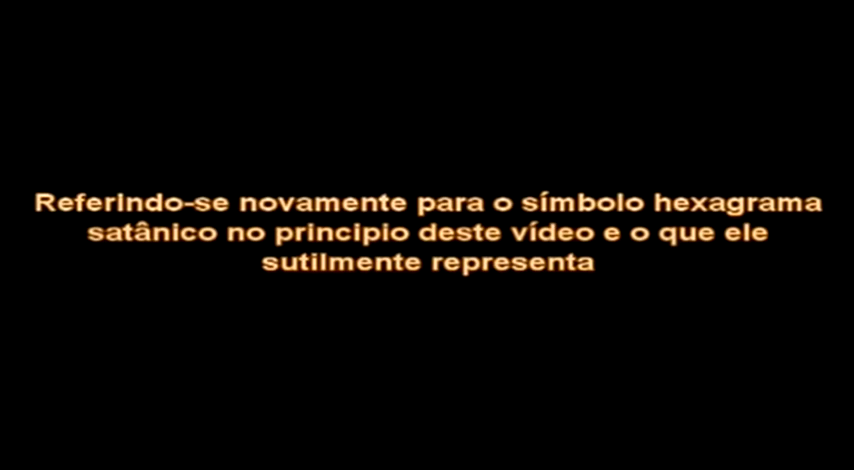 Referindo-se novamente para o símbolo hexagrama
satânico no principio deste vídeo e o que ele
sutilmente representa